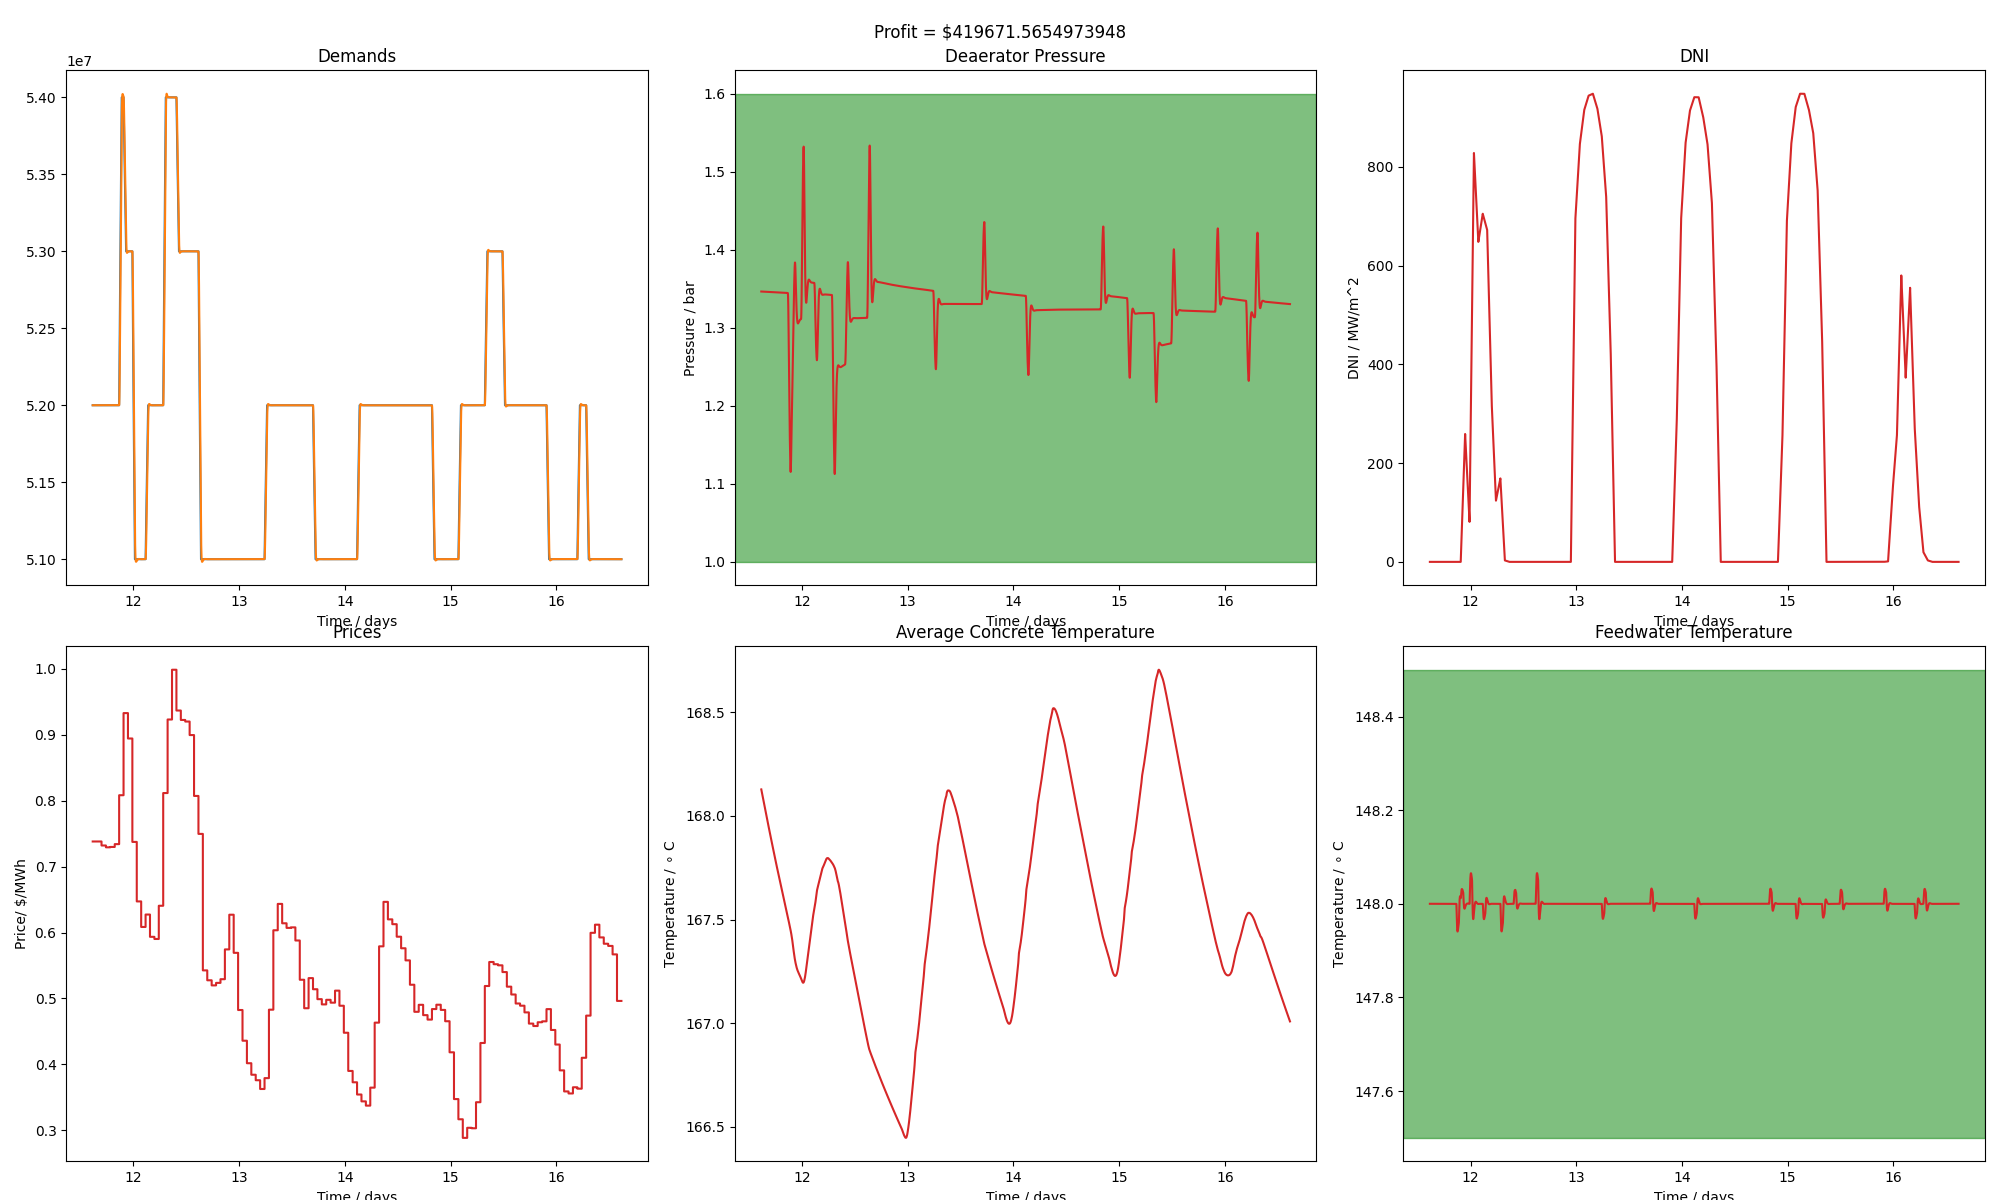 Profit = $419671.5654973948
Demands
1e7
5.40
5.35
5.30
5.25
5.20
5.15
5.10
12 13 14 15 16
Time / days
Deaerator Pressure
Pressure / bar
1.6
1.5
1.4
1.3
1.2
1.1
1.0
12 13 14 15 16
Time / days
DNI
DNI / MW/m^2
800
600
400
200
0
12 13 14 15 16
Time / days
Prices
Price/ $/MWh
1.0
0.9
0.8
0.7
0.6
0.5
0.4
0.3
12 13 14 15 16
Time / days
Average Concrete Temperature
Temperature / ∘ C
168.5
168.0
167.5
167.0
166.5
12 13 14 15 16
Time / days
Feedwater Temperature
Temperature / ∘ C
148.4
148.2
148.0
147.8
147.6
12 13 14 15 16
Time / days